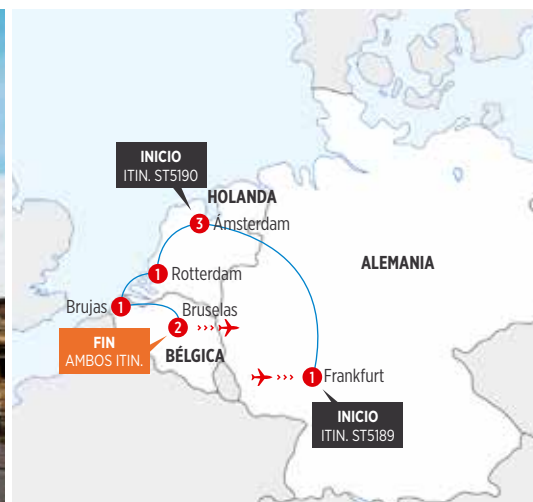 INICIO
ITIN. ST5190
HOLANDA
3 Ámsterdam
ALEMANIA
1 Rotterdam
Brujas 1
Bruselas
2
FIN
AMBOS ITIN.
BÉLGICA
1 Frankfurt
INICIO
ITIN. ST5189